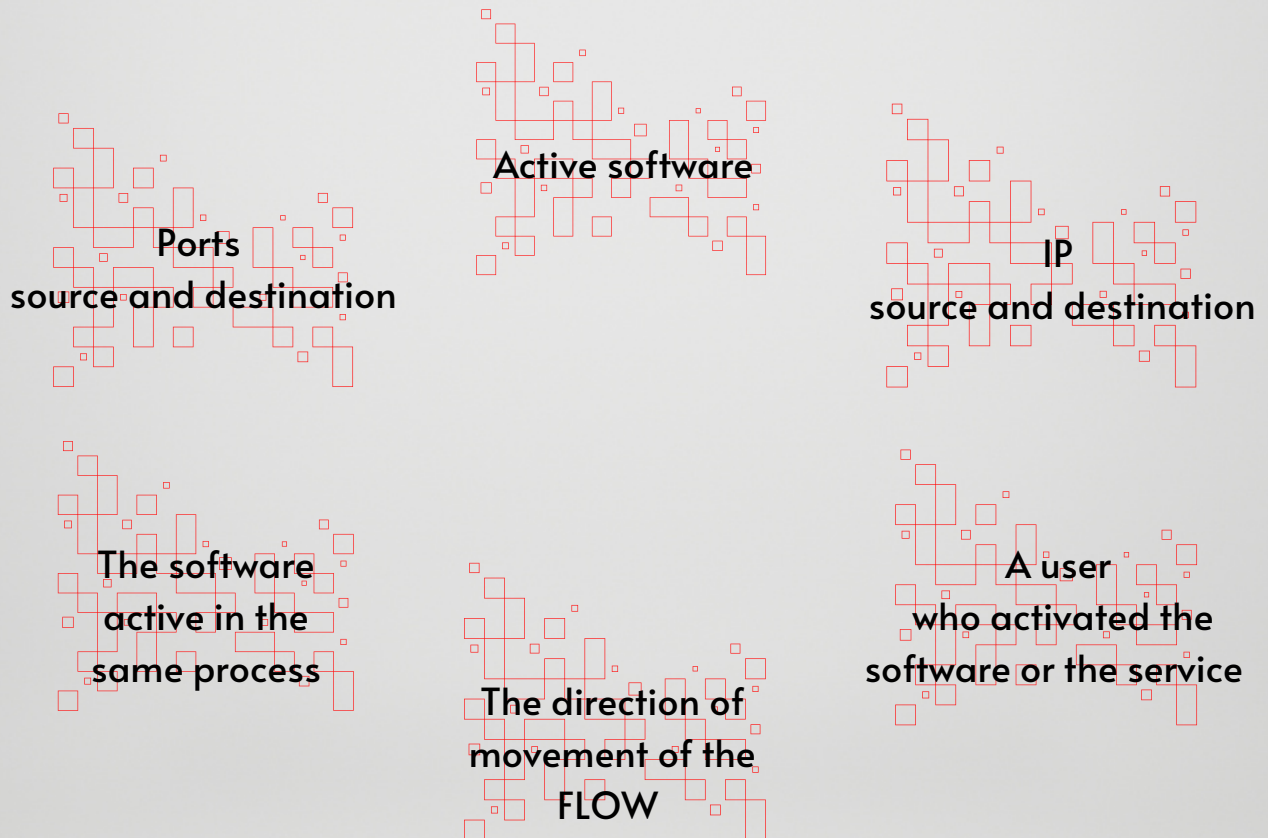 Active software
Ports
source and destination
IP
source and destination
The software
active in the
same process
A user
who activated the
software or the service
The direction of
movement of the
FLOW